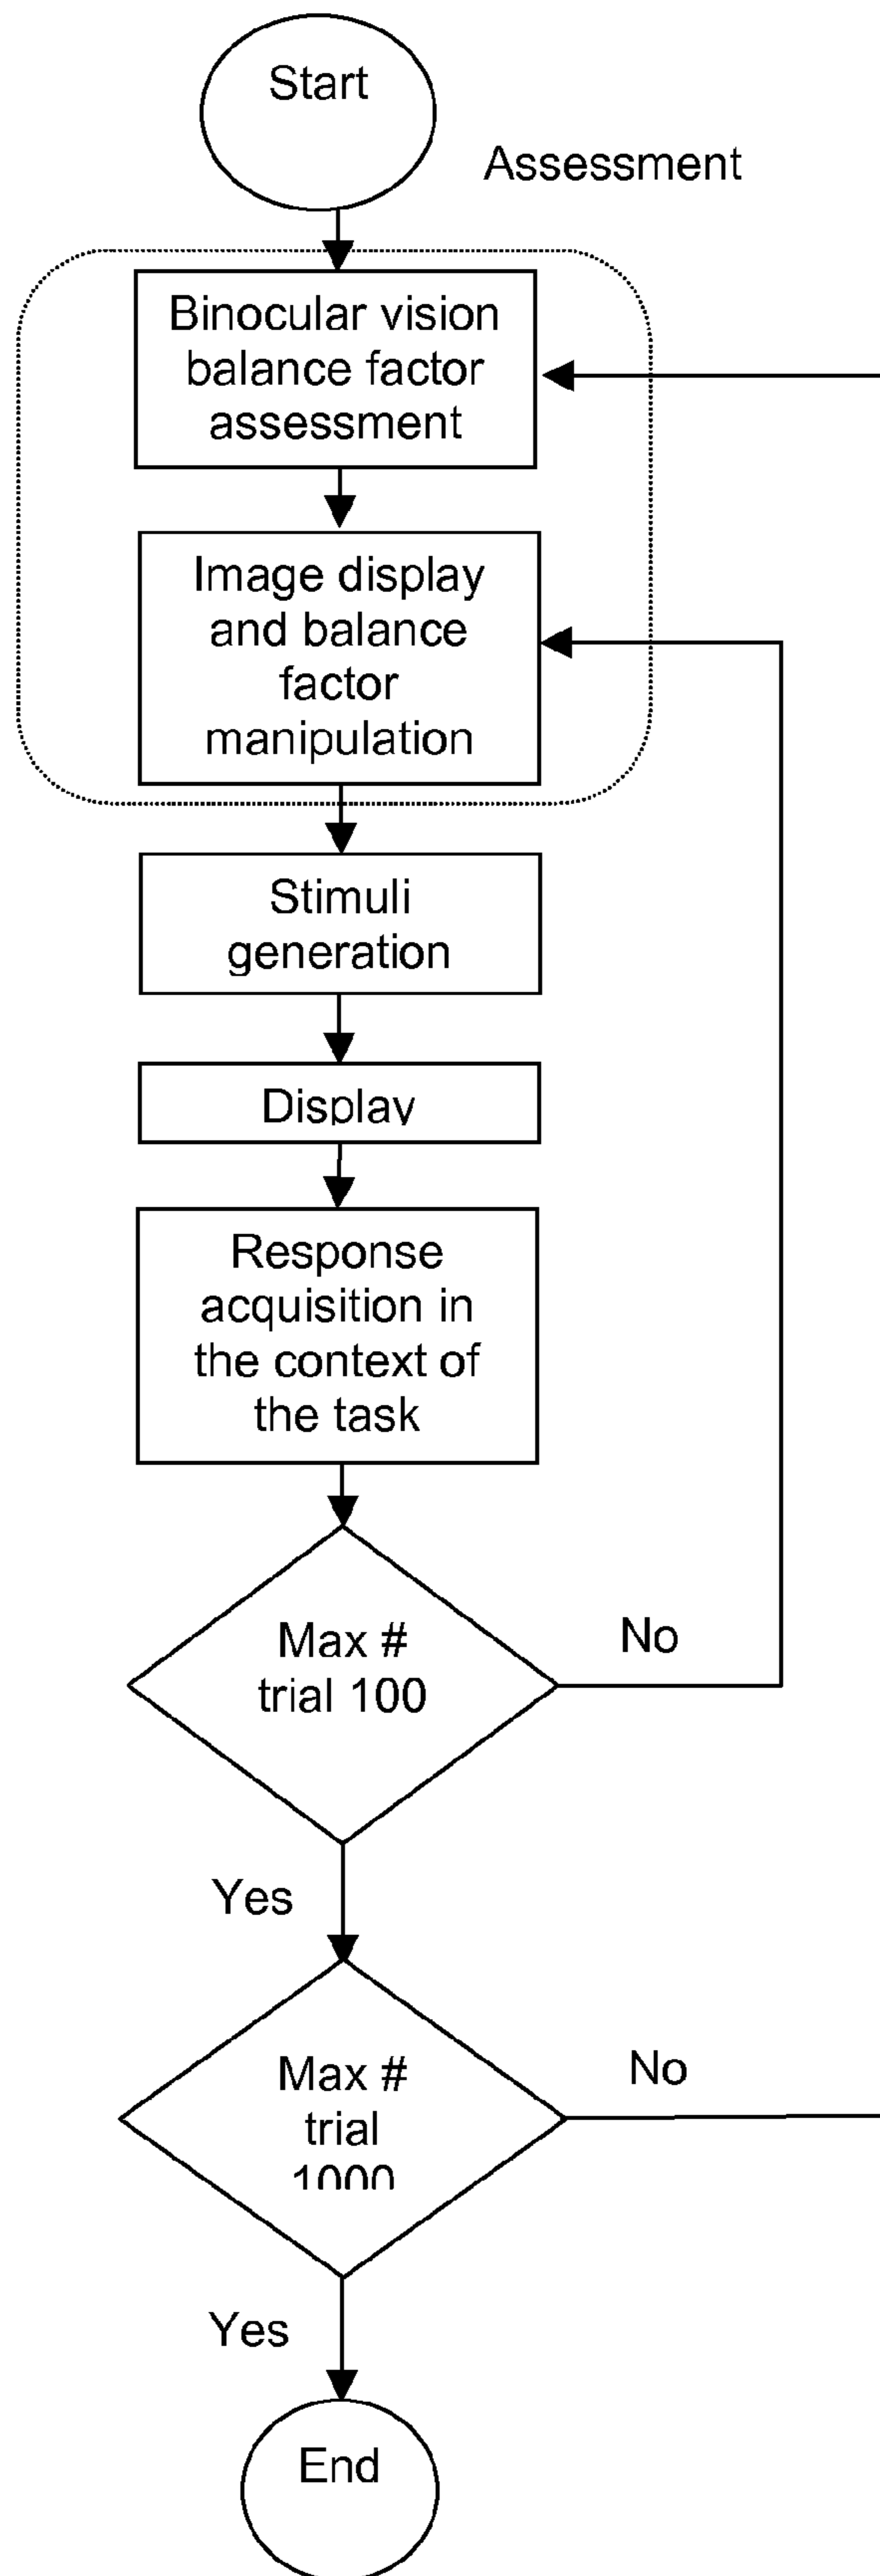 Start
Assessment
Binocular vision
balance factor
assessment
Image display
and balance
factor
manipulation
Stimuli
generation
Display
Response
acquisition in
the context of
the task
Max #
trial 100
No
Yes
Max #
trial
1000
No
Yes
End